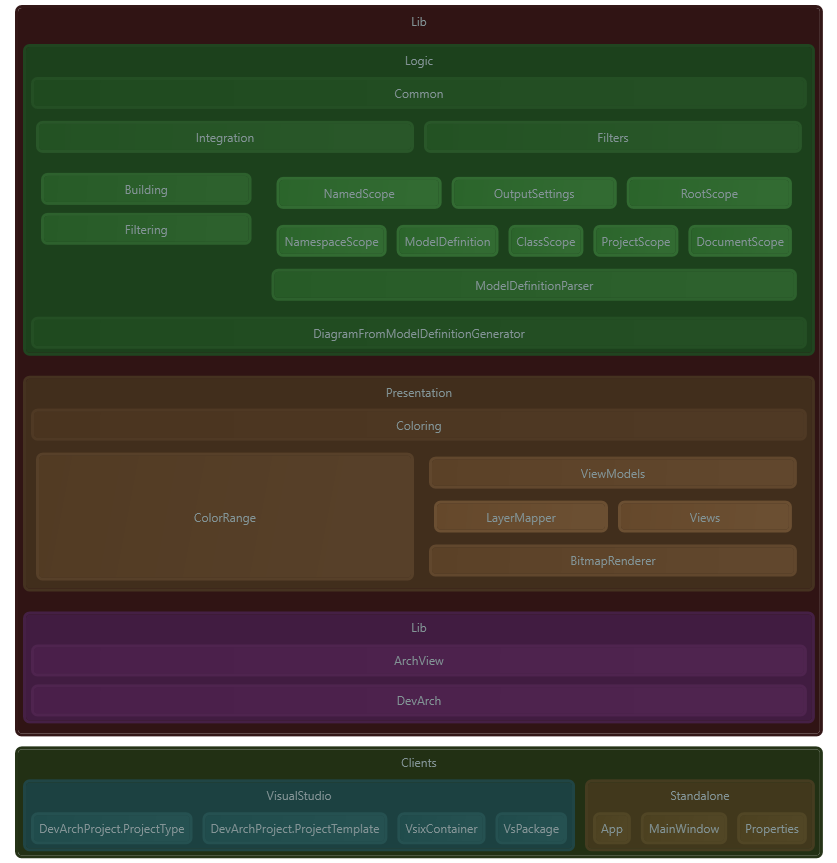 Lib
Logic
Common
Integration Filters
Building
Filtering
NamedScope OutputSettings RootScope
NamespaceScope ModelDefinition ClassScope ProjectScope DocumentScope
ModelDefinitionParser
DiagramFromModelDefinitionGenerator
Presentation
Coloring
ColorRange
ViewModels
LayerMapper Views
BitmapRenderer
Lib
ArchView
DevArch
Clients
VisualStudio
DevArchProject.ProjectType DevArchProject.ProjectTemplate VsixContainer VsPackage
Standalone
App MainWindow Properties